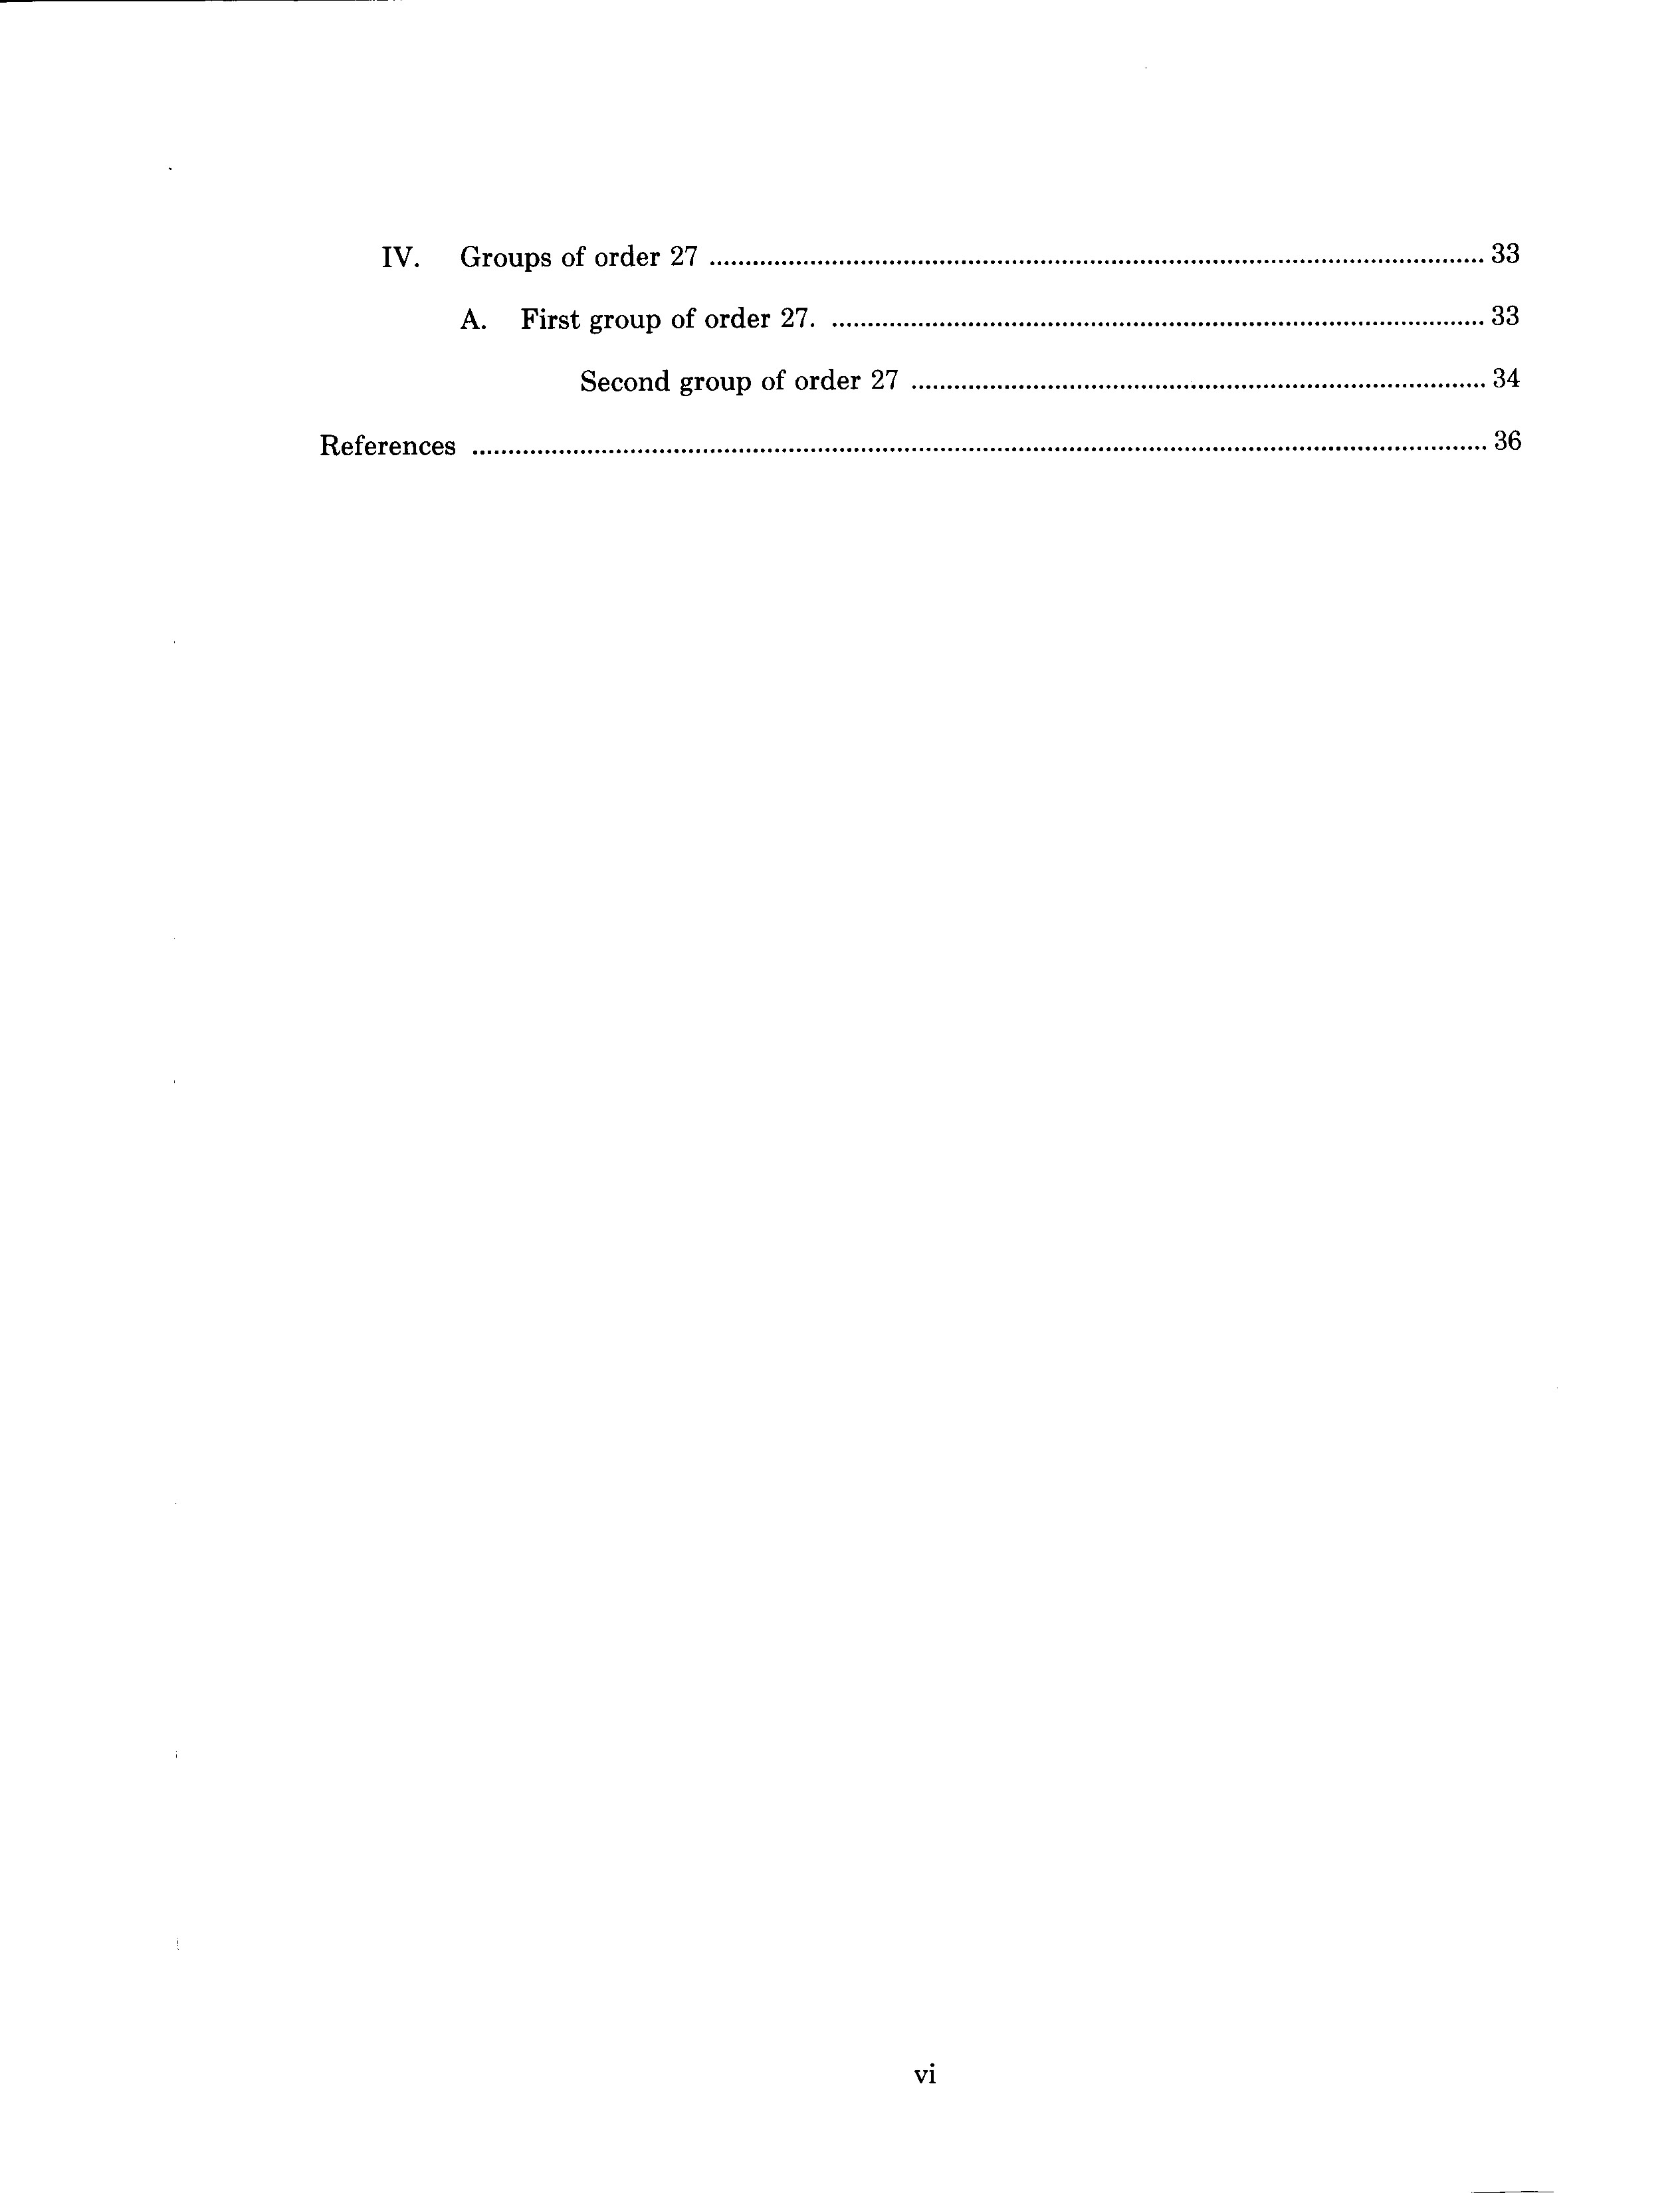 IV. Groups of order 27 ........ 33
A. First group of order 27. ........ 33
Second group of order 27 ........ 34
References ........ 36
vi